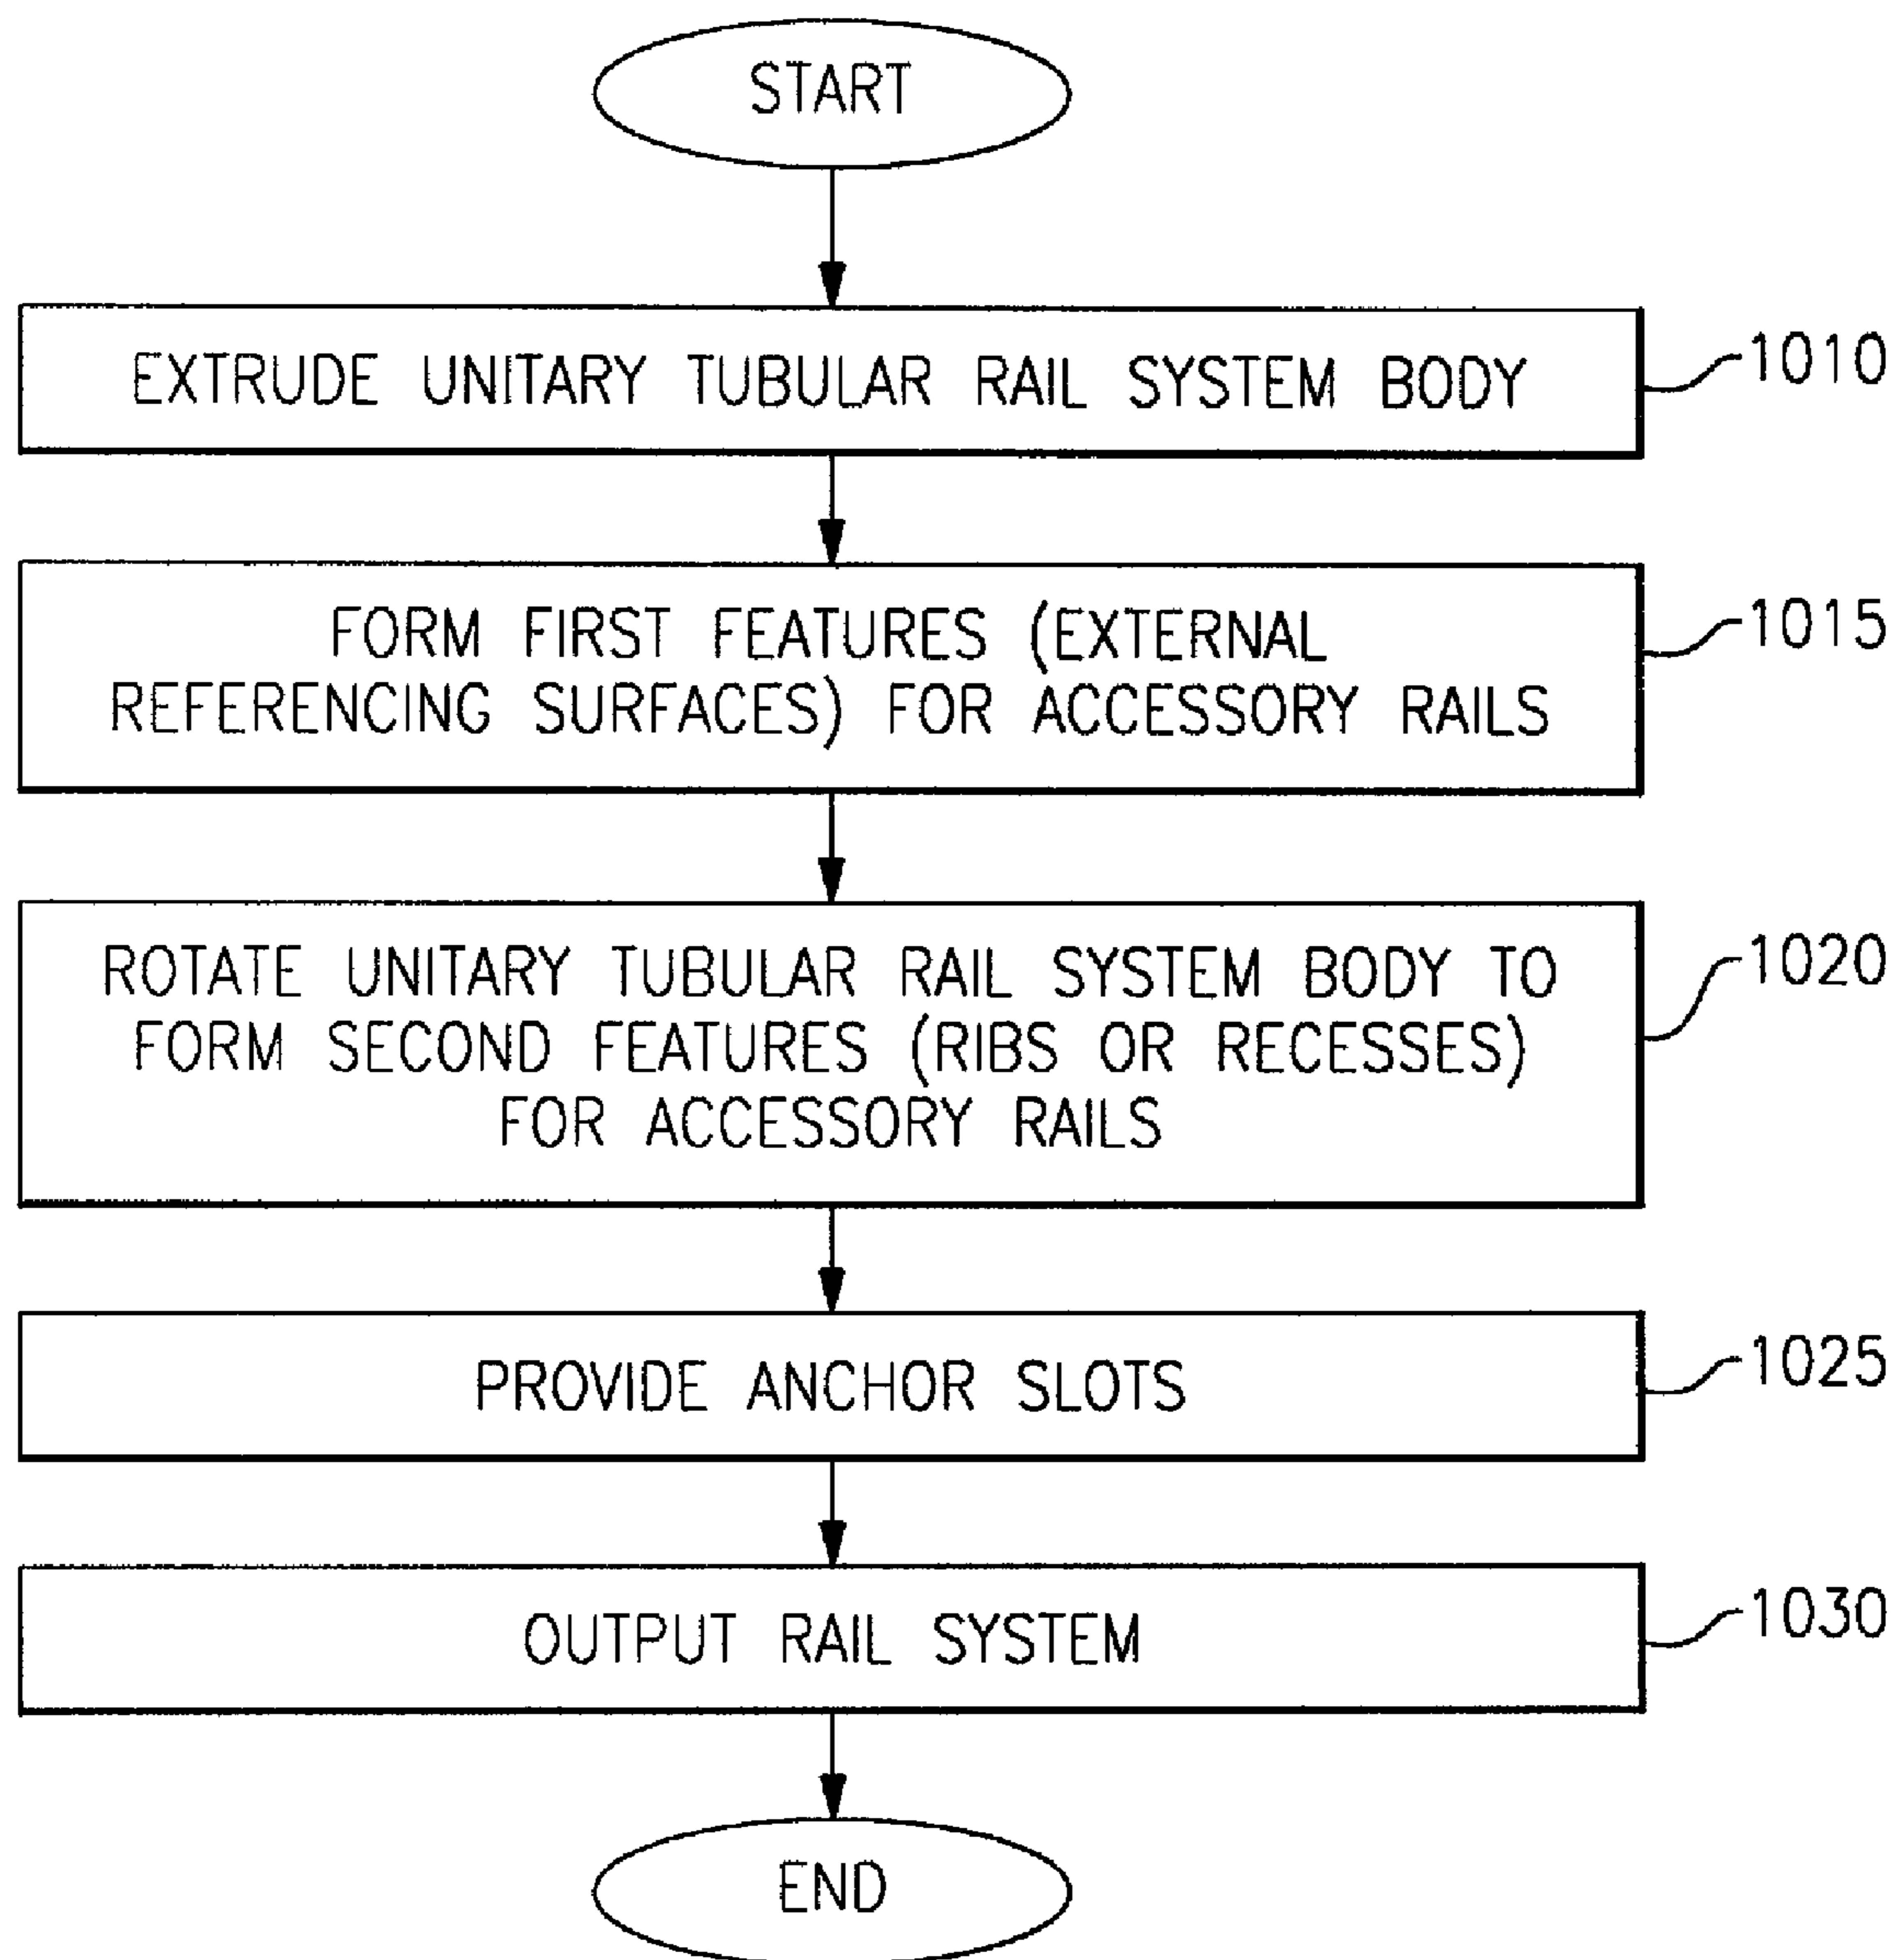 START
EXTRUDE UNITARY TUBULAR RAIL SYSTEM BODY
1010
FORM FIRST FEATURES (EXTERNAL
REFERENCING SURFACES) FOR ACCESSORY RAILS
1015
ROTATE UNITARY TUBULAR RAIL SYSTEM BODY TO
FORM SECOND FEATURES (RIBS OR RECESSES)
FOR ACCESSORY RAILS
1020
PROVIDE ANCHOR SLOTS
1025
OUTPUT RAIL SYSTEM
1030
END